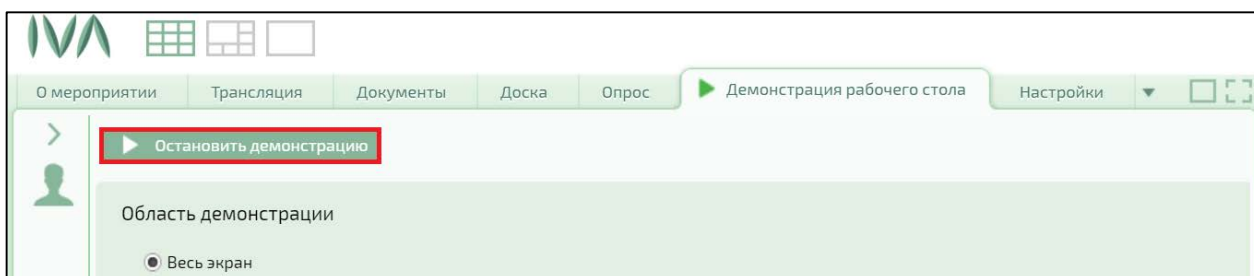 IVA
О мероприятии Трансляция Документы Доска Опрос Демонстрация рабочего стола Настройки
Остановить демонстрацию
Область демонстрации
Весь экран